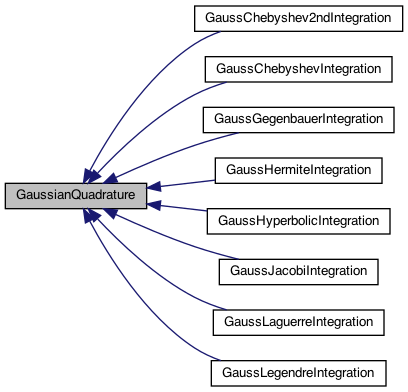 GaussChebyshev2ndIntegration
GaussChebyshevIntegration
GaussGegenbauerIntegration
GaussHermiteIntegration
GaussianQuadrature
GaussHyperbolicIntegration
GaussJacobiIntegration
GaussLaguerreIntegration
GaussLegendreIntegration